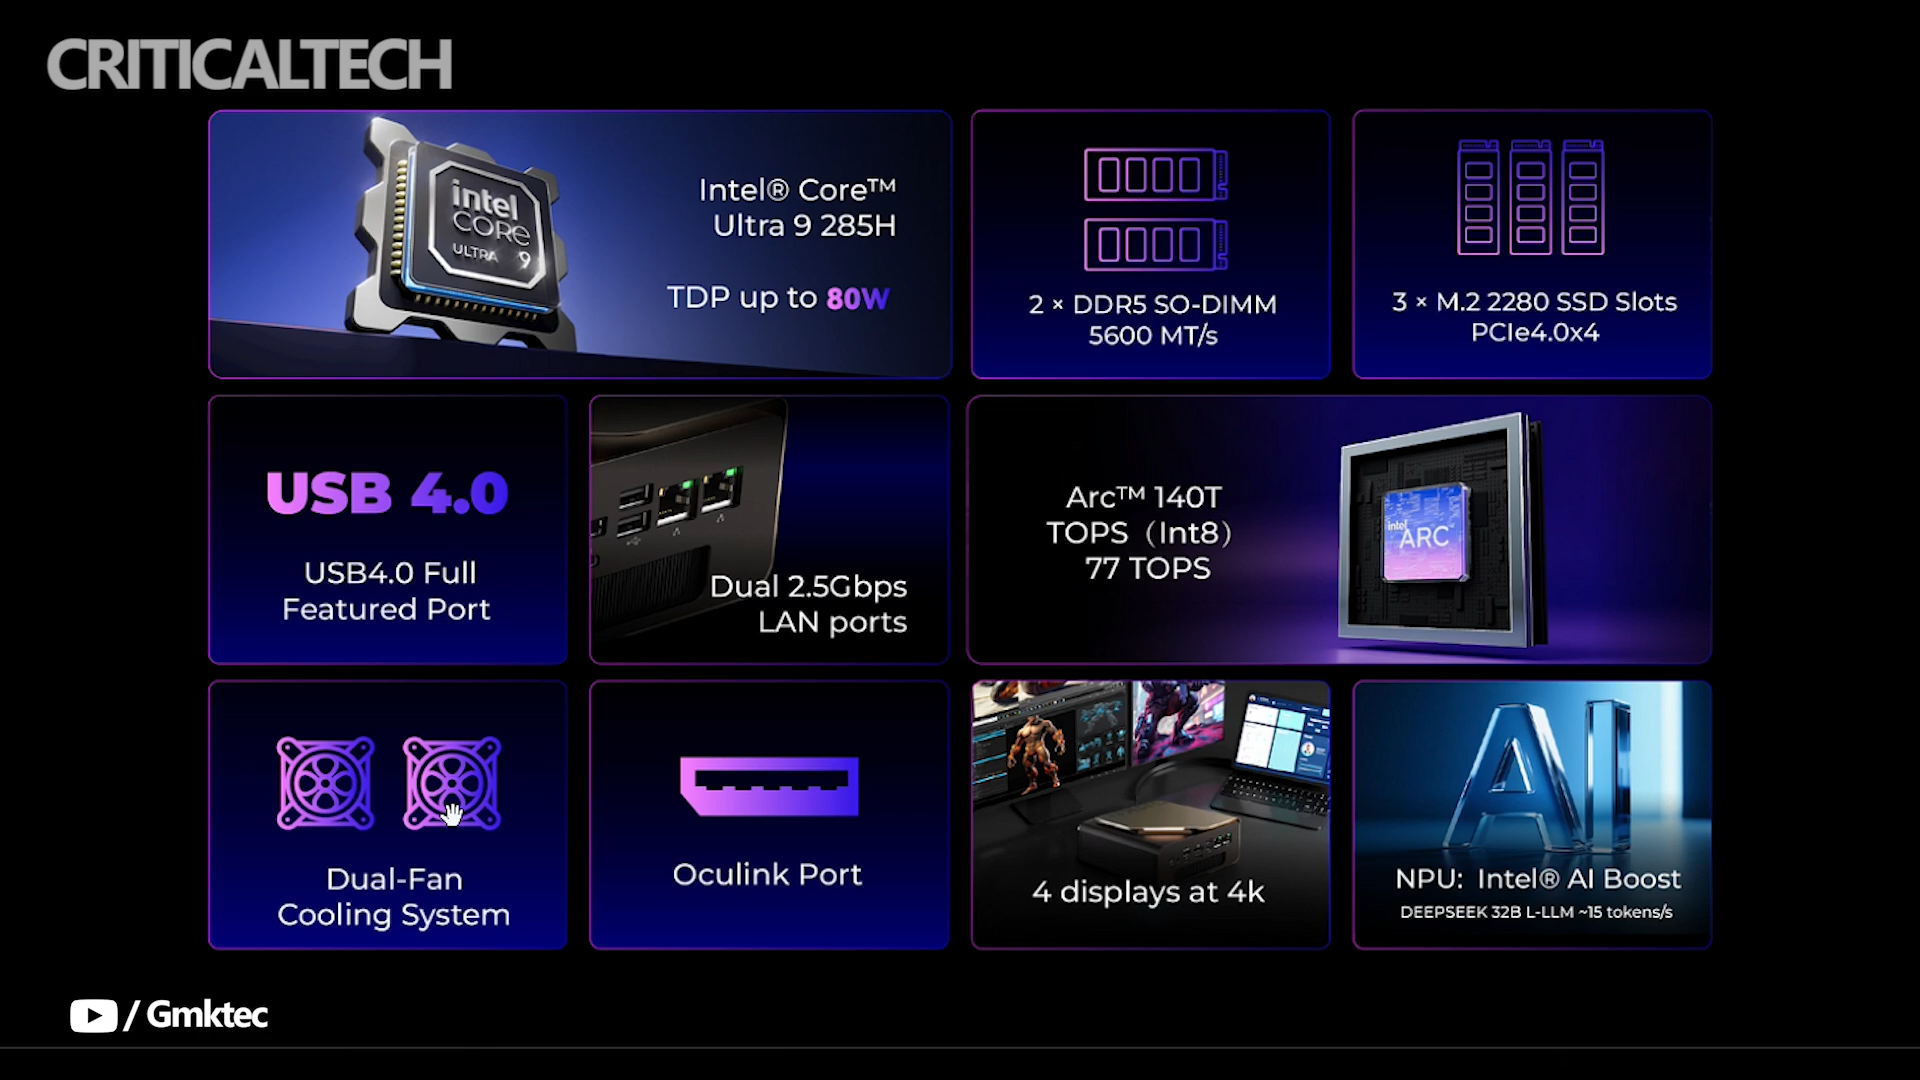 CRITICALTECH
intel
CORE
ULTRA 9
Intel® Core™
Ultra 9 285H
TDP up to 80W
2 × DDR5 SO-DIMM
5600 MT/s
3 × M.2 2280 SSD Slots
PCIe4.0x4
USB 4.0
USB4.0 Full
Featured Port
Dual 2.5Gbps
LAN ports
Arc™ 140T
TOPS（Int8）
77 TOPS
intel
ARC
Dual-Fan
Cooling System
Oculink Port
4 displays at 4k
AI
NPU: Intel® AI Boost
DEEPSEEK 32B L-LLM ~15 tokens/s
/ Gmktec